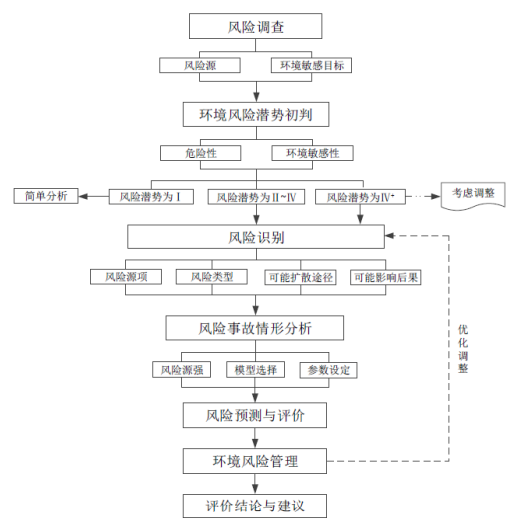 风险调查
风险源
环境敏感目标
环境风险潜势初判
危险性
环境敏感性
简单分析
风险潜势为Ⅰ
风险潜势为Ⅱ~Ⅳ
风险潜势为Ⅳ⁺
考虑调整
风险识别
风险源项
风险类型
可能扩散途径
可能影响后果
风险事故情形分析
风险源强
模型选择
参数设定
优化调整
风险预测与评价
环境风险管理
评价结论与建议